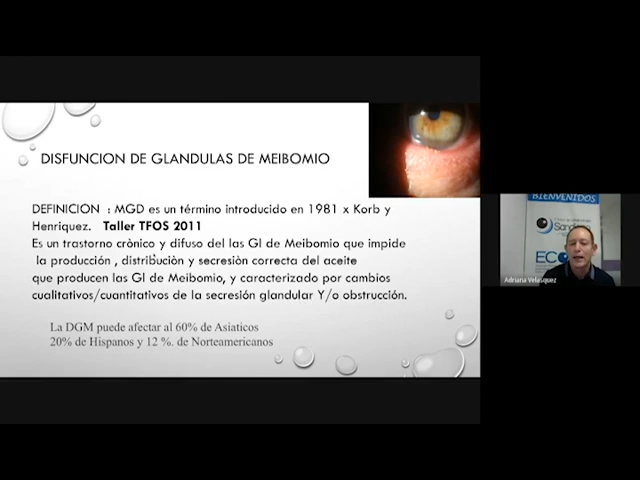 DISFUNCION DE GLANDULAS DE MEIBOMIO
DEFINICION : MGD es un término introducido en 1981 x Korb y
Henriquez. Taller TFOS 2011
Es un trastorno crònico y difuso del las Gl de Meibomio que impide
la producción , distribùciòn y secresiòn correcta del aceite
que producen las Gl de Meibomio, y caracterizado por cambios
cualitativos/cuantitativos de la secresión glandular Y/o obstrucción.
La DGM puede afectar al 60% de Asiaticos
20% de Hispanos y 12 %. de Norteamericanos
BIENVENIDOS
Adriana Velasquez